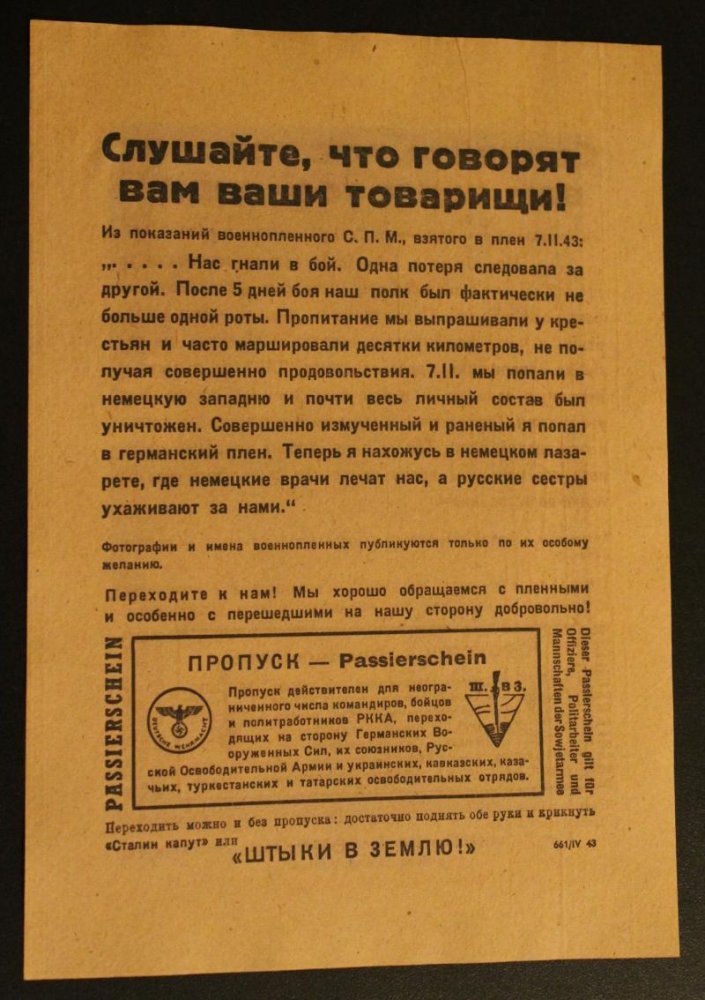 Слушайте, что говорят
вам ваши товарищи!
Из показаний военнопленного С. П. М., взятого в плен 7.II.43:
„. . . . . Нас гнали в бой. Одна потеря следовала за
другой. После 5 дней боя наш полк был фактически не
больше одной роты. Пропитание мы выпрашивали у кре-
стьян и часто маршировали десятки километров, не по-
лучая совершенно продовольствия. 7.II. мы попали в
немецкую западню и почти весь личный состав был
уничтожен. Совершенно измученный и раненый я попал
в германский плен. Теперь я нахожусь в немецком лаза-
рете, где немецкие врачи лечат нас, а русские сестры
ухаживают за нами.“
Фотографии и имена военнопленных публикуются только по их особому
желанию.
Переходите к нам! Мы хорошо обращаемся с пленными
и особенно с перешедшими на нашу сторону добровольно!
PASSIERSCHEIN
ПРОПУСК — Passierschein
Пропуск действителен для неогра-
ниченного числа командиров, бойцов
и политработников РККА, перехо-
дящих на сторону Германских Во-
оруженных Сил, их союзников, Рус-
ской Освободительной Армии и украинских, кавказских, каза-
чьих, туркестанских и татарских освободительных отрядов.
DEUTSCHE WEHRMACHT
Ш. В З.
Dieser Passierschein gilt für
Offiziere, Politarbeiter und
Mannschaften der Sowjetarmee
Переходить можно и без пропуска: достаточно поднять обе руки и крикнуть
«Сталин капут» или «ШТЫКИ В ЗЕМЛЮ!»
661/IV 43